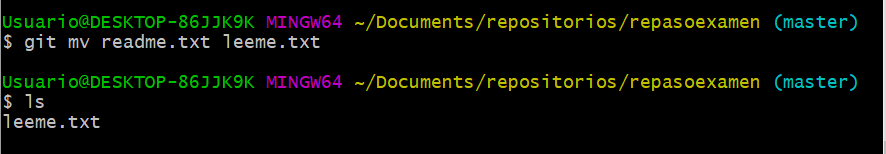 Usuario@DESKTOP-86JJK9K MINGW64 ~/Documents/repositorios/repasoexamen (master)
$ git mv readme.txt leeme.txt
Usuario@DESKTOP-86JJK9K MINGW64 ~/Documents/repositorios/repasoexamen (master)
$ ls
leeme.txt